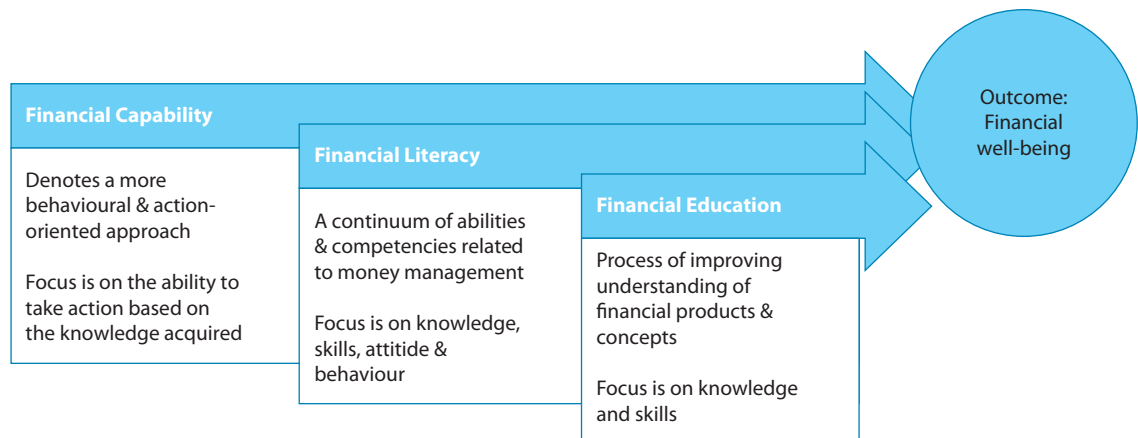 Financial Capability
Denotes a more
behavioural & action-
oriented approach
Focus is on the ability to
take action based on
the knowledge acquired
Financial Literacy
A continuum of abilities
& competencies related
to money management
Focus is on knowledge,
skills, attitide &
behaviour
Financial Education
Process of improving
understanding of
financial products &
concepts
Focus is on knowledge
and skills
Outcome:
Financial
well-being